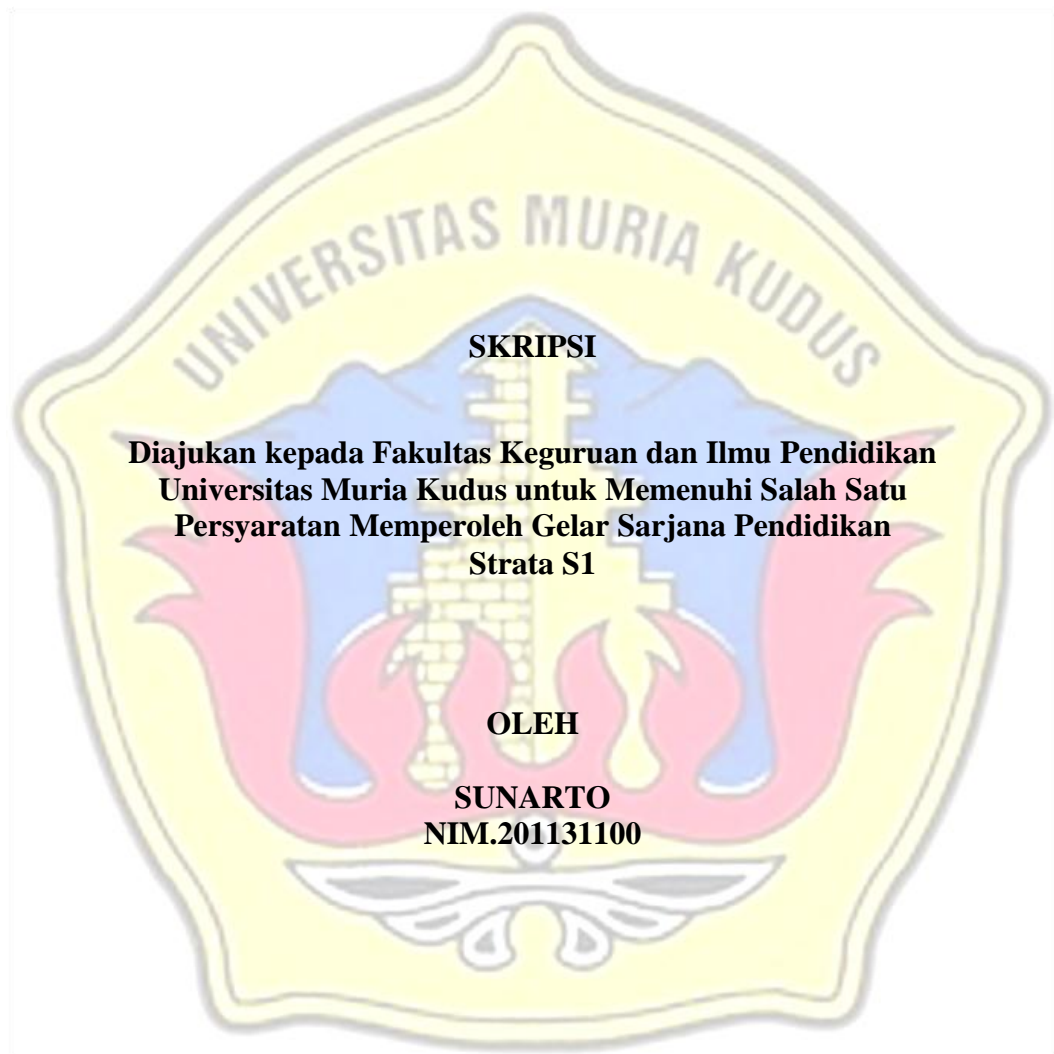 UNIVERSITAS MURIA KUDUS
SKRIPSI
Diajukan kepada Fakultas Keguruan dan Ilmu Pendidikan
Universitas Muria Kudus untuk Memenuhi Salah Satu
Persyaratan Memperoleh Gelar Sarjana Pendidikan
Strata S1
OLEH
SUNARTO
NIM.201131100